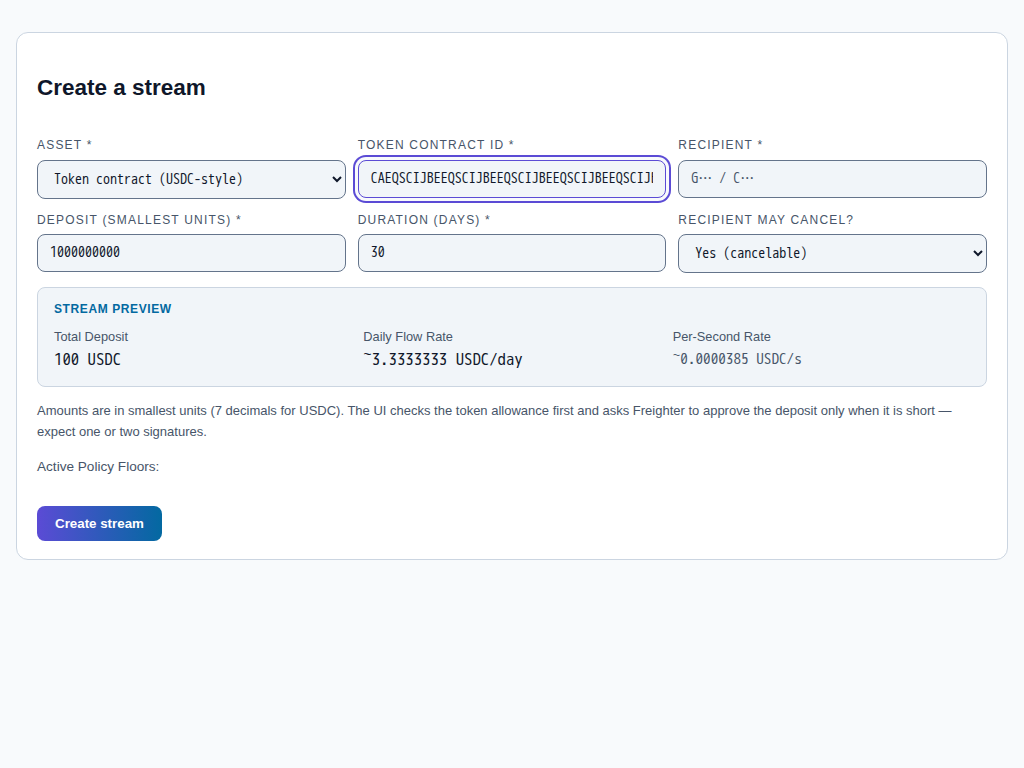 Create a stream
ASSET *
TOKEN CONTRACT ID *
RECIPIENT *
Token contract (USDC-style)
CAEQSCIJBEEQSCIJBEEQSCIJBEEQSCIJBEEQSCIJ
G… / C…
DEPOSIT (SMALLEST UNITS) *
DURATION (DAYS) *
RECIPIENT MAY CANCEL?
1000000000
30
Yes (cancelable)
STREAM PREVIEW
Total Deposit
Daily Flow Rate
Per-Second Rate
100 USDC
~3.3333333 USDC/day
~0.0000385 USDC/s
Amounts are in smallest units (7 decimals for USDC). The UI checks the token allowance first and asks Freighter to approve the deposit only when it is short —
expect one or two signatures.
Active Policy Floors:
Create stream